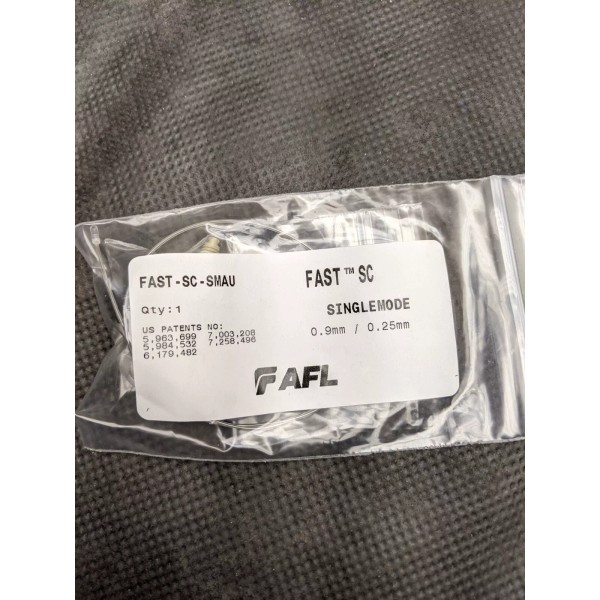 FAST-SC-SMAU
FAST™ SC
Qty:1
SINGLEMODE
0.9mm / 0.25mm
US PATENTS NO:
5,963,699 7,003,208
5,984,532 7,258,496
6,179,482
AFL